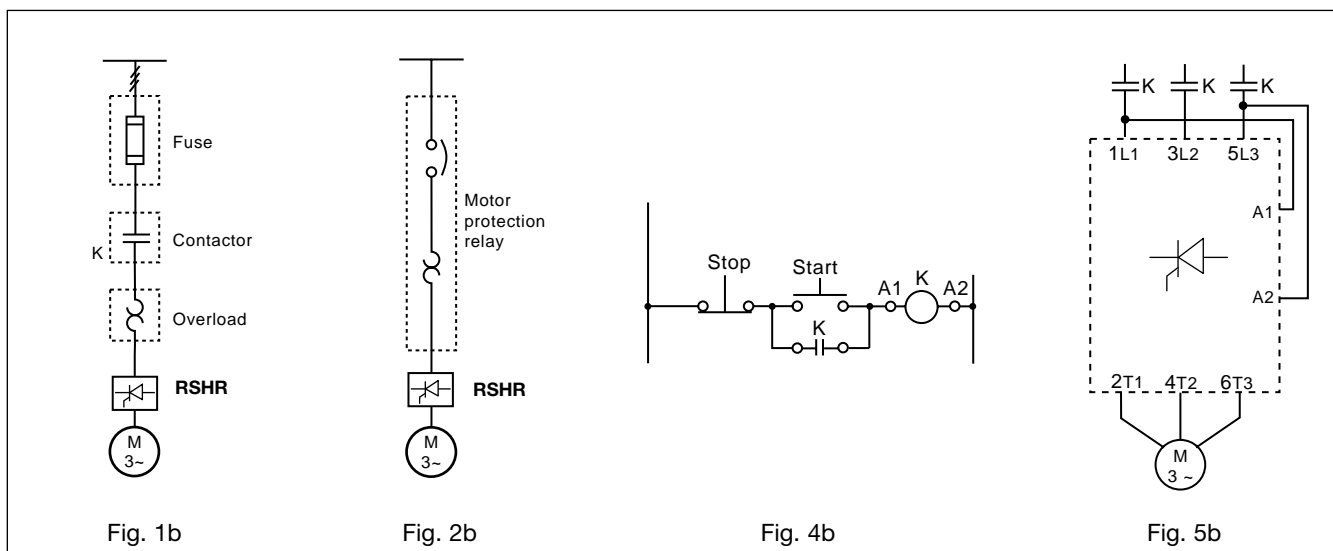 Fuse
K
Contactor
Overload
RSHR
M
3~
Fig. 1b
Motor
protection
relay
RSHR
M
3~
Fig. 2b
Stop
Start
A1
K
A2
K
Fig. 4b
K
K
K
1L1
3L2
5L3
A1
A2
2T1
4T2
6T3
M
3 ~
Fig. 5b